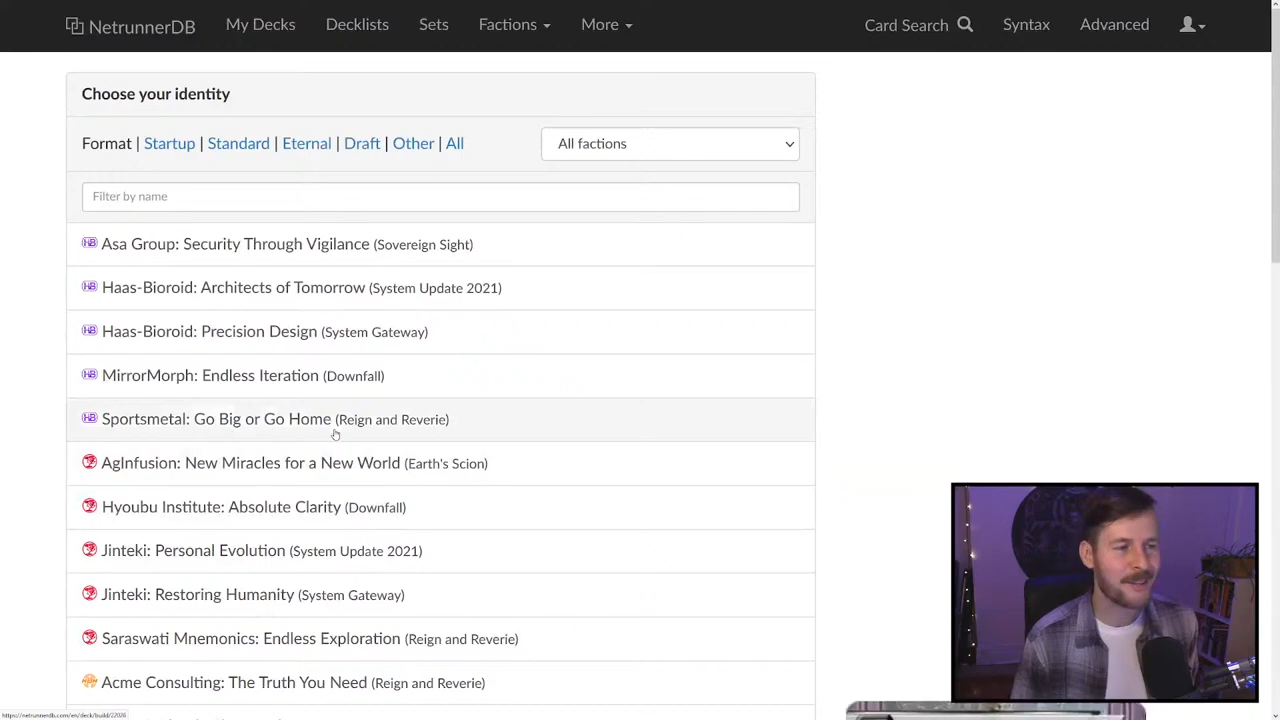 NetrunnerDB My Decks Decklists Sets Factions More Card Search Syntax Advanced
Choose your identity
Format | Startup | Standard | Eternal | Draft | Other | All All factions
Filter by name
Asa Group: Security Through Vigilance (Sovereign Sight)
Haas-Bioroid: Architects of Tomorrow (System Update 2021)
Haas-Bioroid: Precision Design (System Gateway)
MirrorMorph: Endless Iteration (Downfall)
Sportsmetal: Go Big or Go Home (Reign and Reverie)
AgInfusion: New Miracles for a New World (Earth's Scion)
Hyoubu Institute: Absolute Clarity (Downfall)
Jinteki: Personal Evolution (System Update 2021)
Jinteki: Restoring Humanity (System Gateway)
Saraswati Mnemonics: Endless Exploration (Reign and Reverie)
Acme Consulting: The Truth You Need (Reign and Reverie)